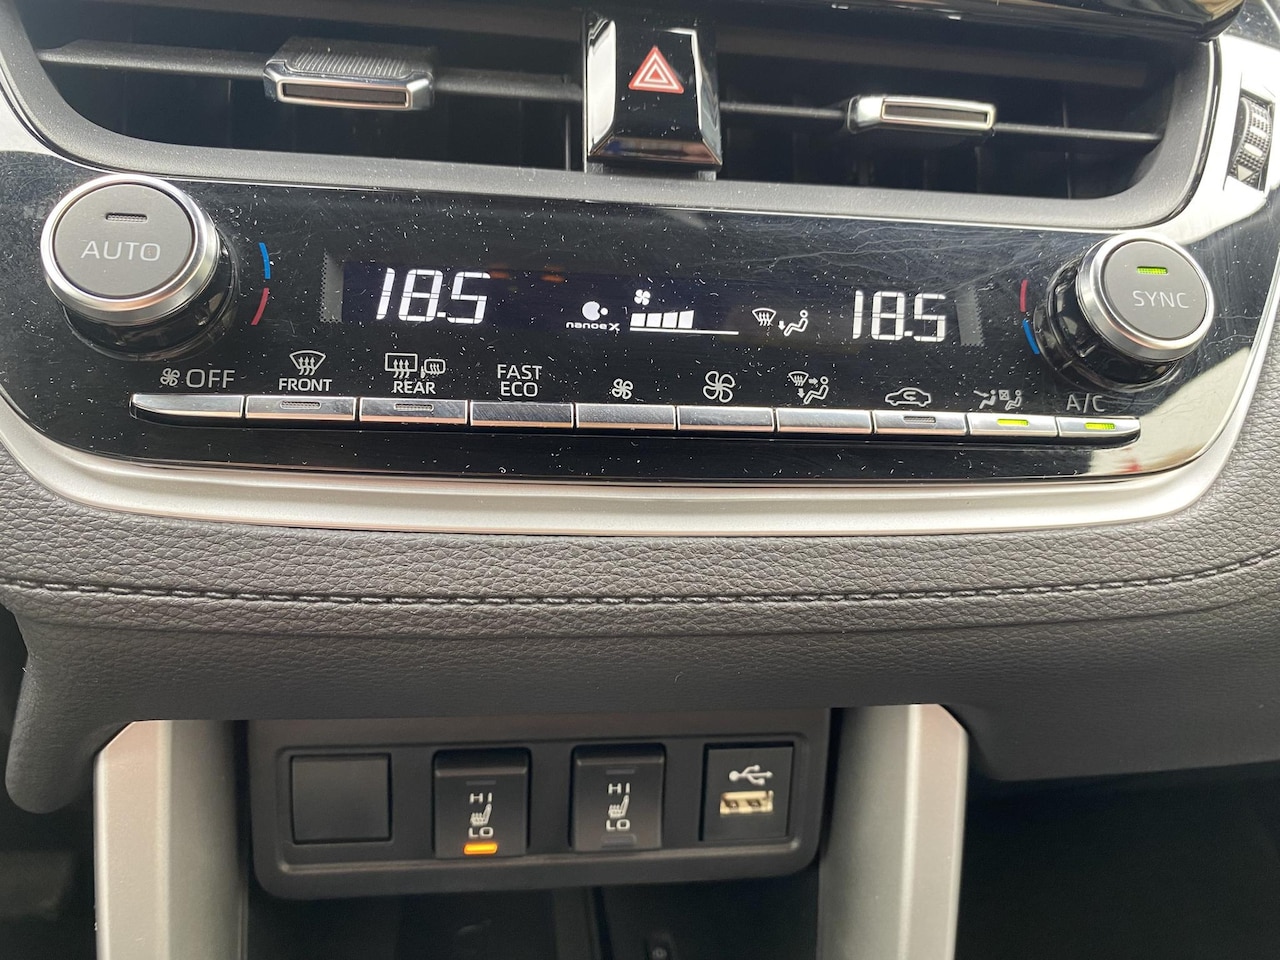 AUTO
18.5
nanoe X
18.5
SYNC
OFF
FRONT
REAR
FAST
ECO
A/C
HI
LO
HI
LO